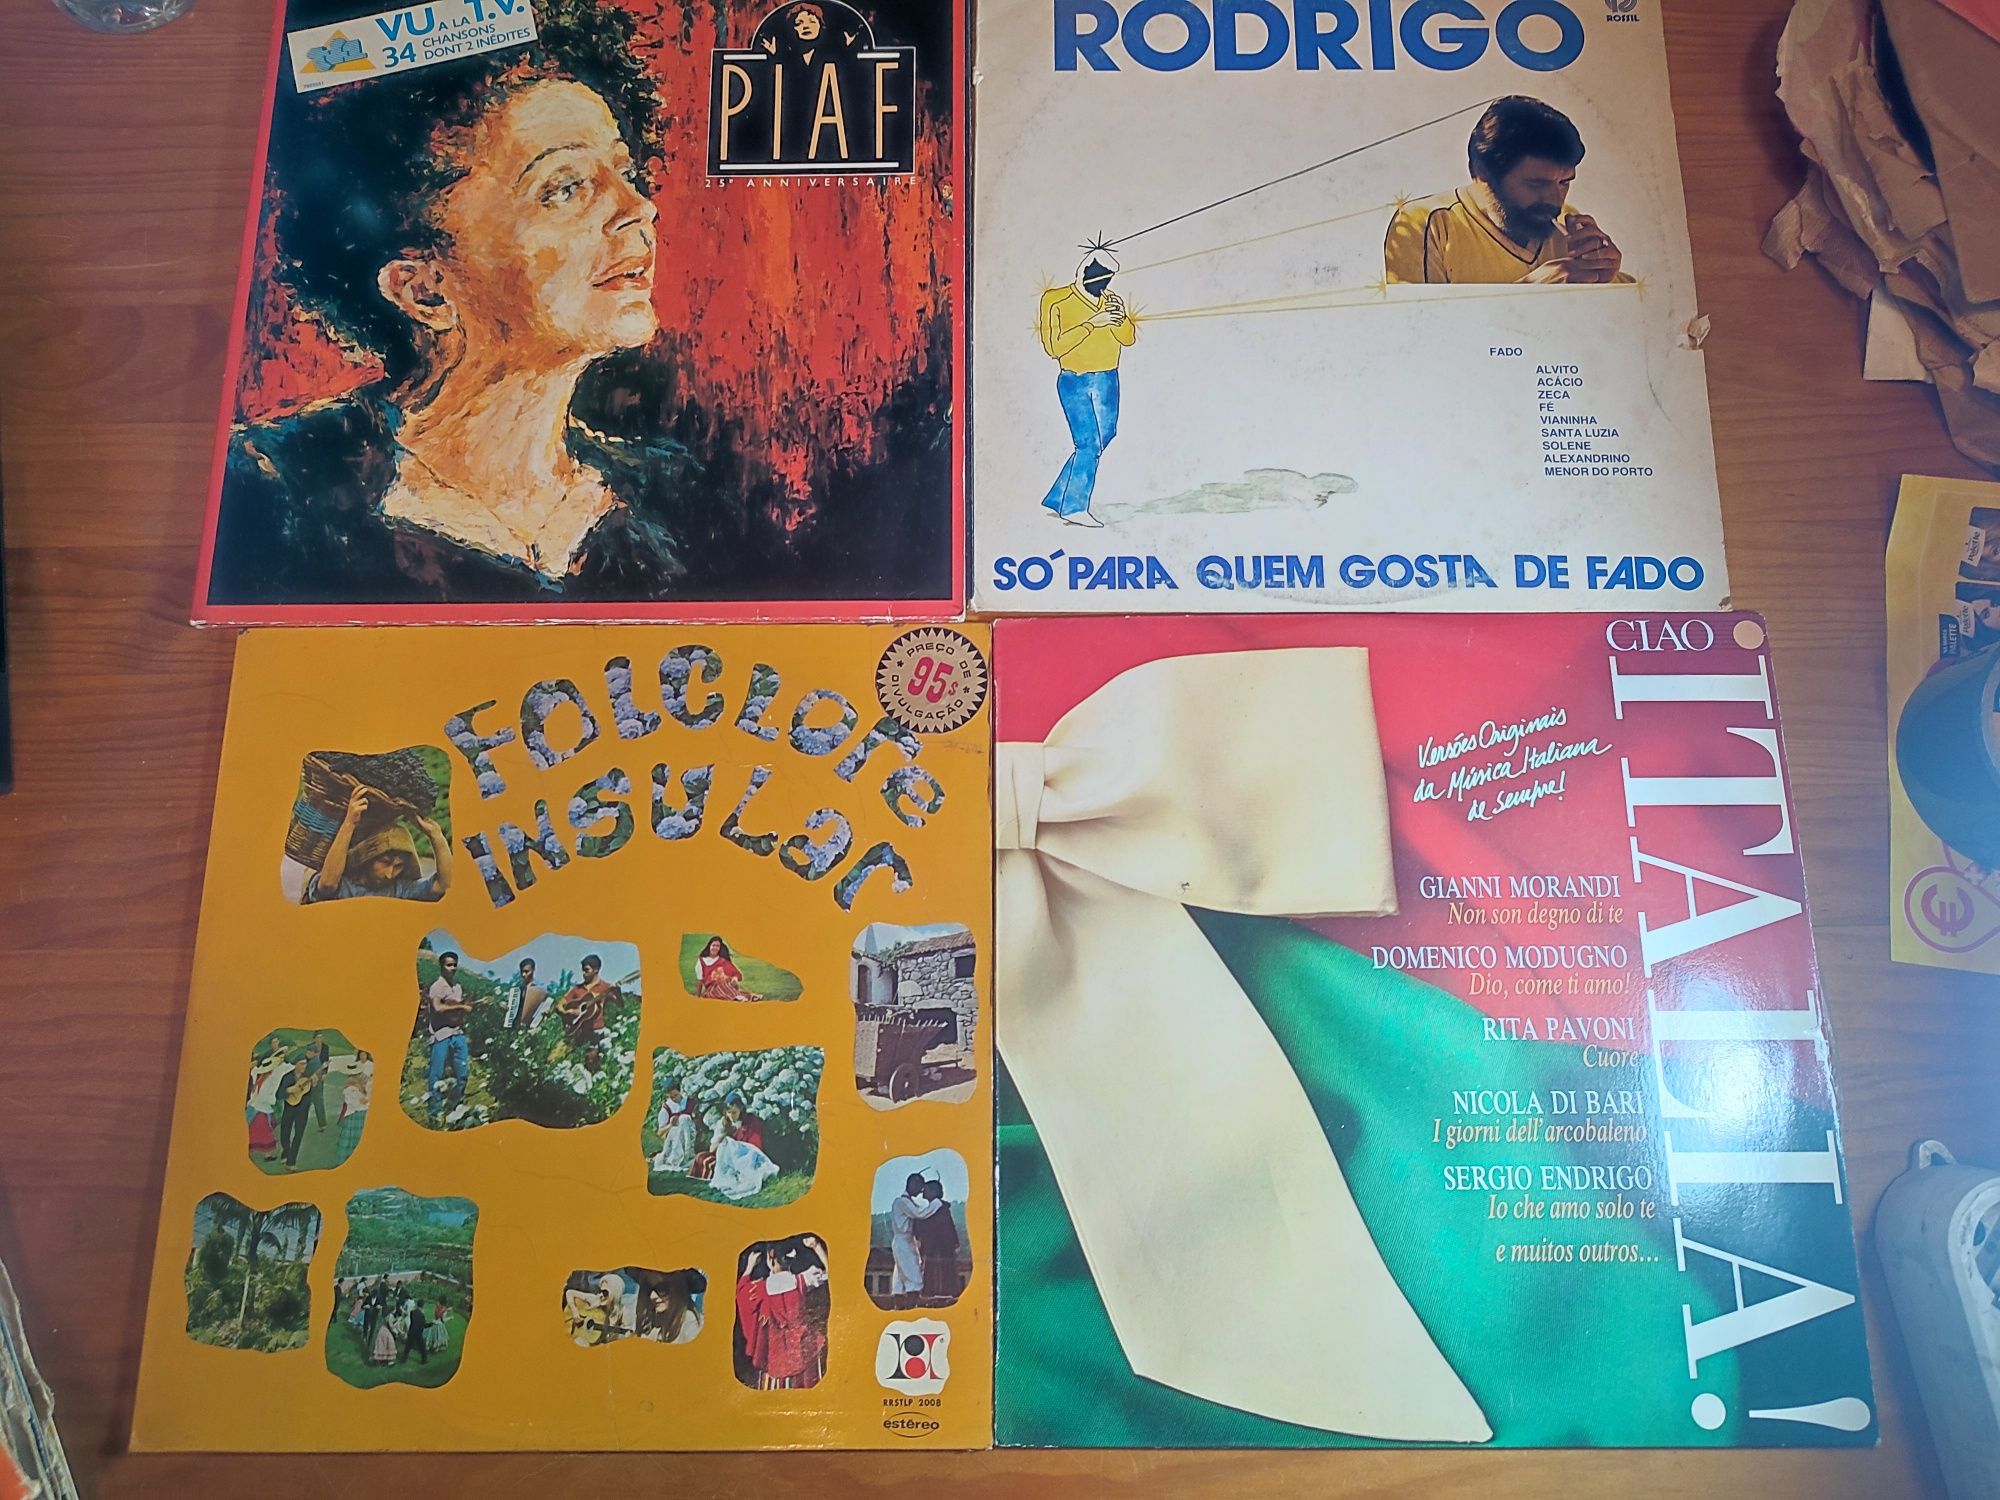 VU A LA T.V.
34 CHANSONS
DONT 2 INÉDITES
PIAF
25e ANNIVERSAIRE
RODRIGO
ROSSIL
FADO
ALVITO
ACÁCIO
ZECA
FÉ
VIANINHA
SANTA LUZIA
SOLENE
ALEXANDRINO
MENOR DO PORTO
SÓ PARA QUEM GOSTA DE FADO
FOLCLORE
INSULAR
PREÇO DE
95$
DIVULGAÇÃO
RRSTLP 2008
estéreo
CIAO
ITALIA!
Versões Originais
da Música Italiana
de sempre!
GIANNI MORANDI
Non son degno di te
DOMENICO MODUGNO
Dio, come ti amo!
RITA PAVONI
Cuore
NICOLA DI BARI
I giorni dell'arcobaleno
SERGIO ENDRIGO
Io che amo solo te
e muitos outros...
Palette
PALETTE